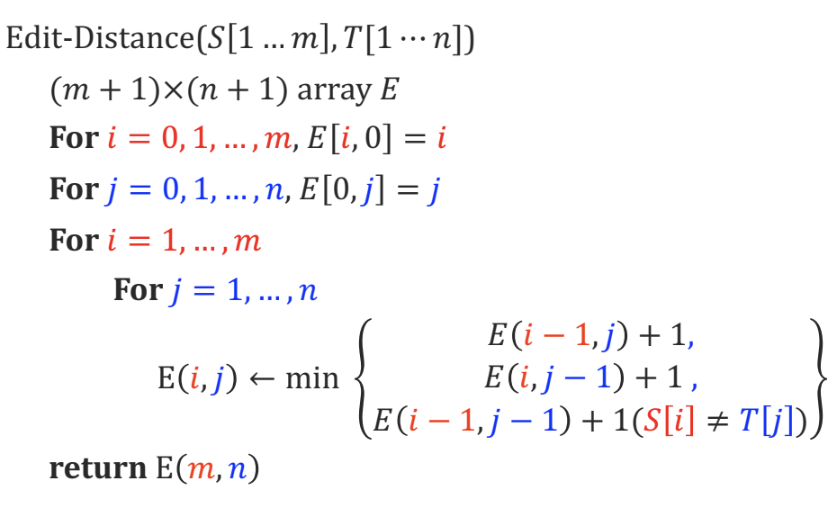 Edit-Distance(S[1 … m], T[1 ⋯ n])
(m + 1)×(n + 1) array E
For i = 0, 1, …, m, E[i, 0] = i
For j = 0, 1, …, n, E[0, j] = j
For i = 1, …, m
For j = 1, …, n
E(i, j) ← min { E(i − 1, j) + 1,
E(i, j − 1) + 1 ,
E(i − 1, j − 1) + 1(S[i] ≠ T[j]) }
return E(m, n)